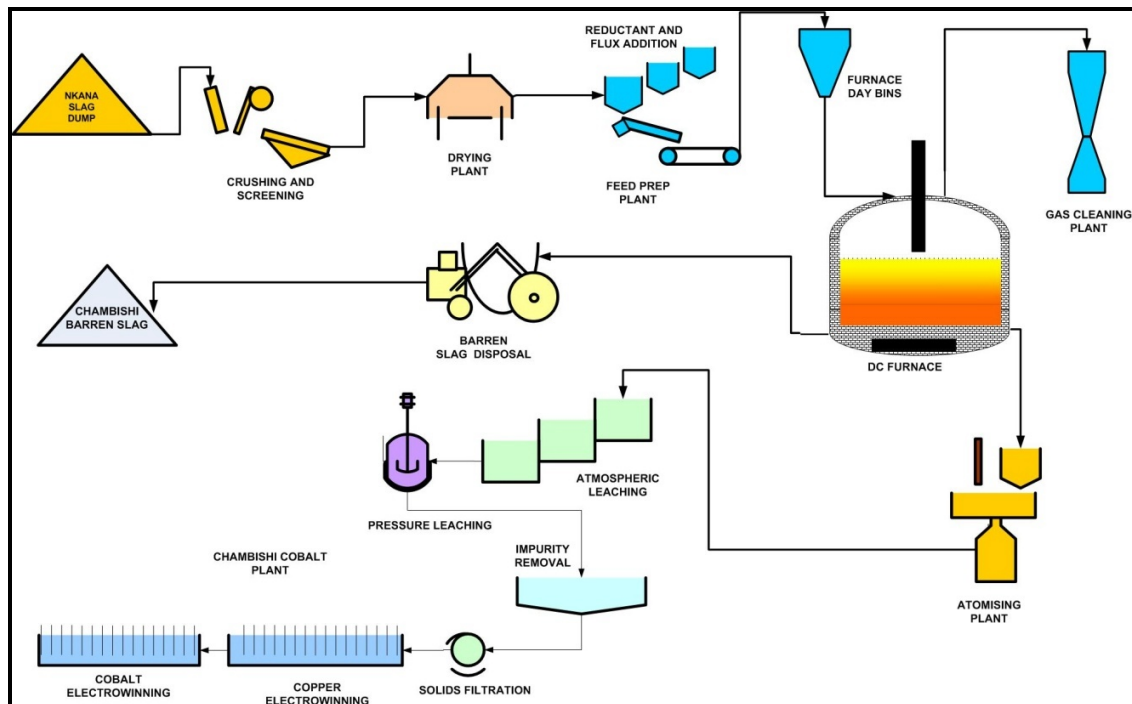 NKANA
SLAG
DUMP
CRUSHING AND
SCREENING
DRYING
PLANT
REDUCTANT AND
FLUX ADDITION
FEED PREP
PLANT
FURNACE
DAY BINS
GAS CLEANING
PLANT
CHAMBISHI
BARREN SLAG
BARREN
SLAG DISPOSAL
DC FURNACE
ATMOSPHERIC
LEACHING
PRESSURE LEACHING
ATOMISING
PLANT
CHAMBISHI COBALT
PLANT
IMPURITY
REMOVAL
COBALT
ELECTROWINNING
COPPER
ELECTROWINNING
SOLIDS FILTRATION